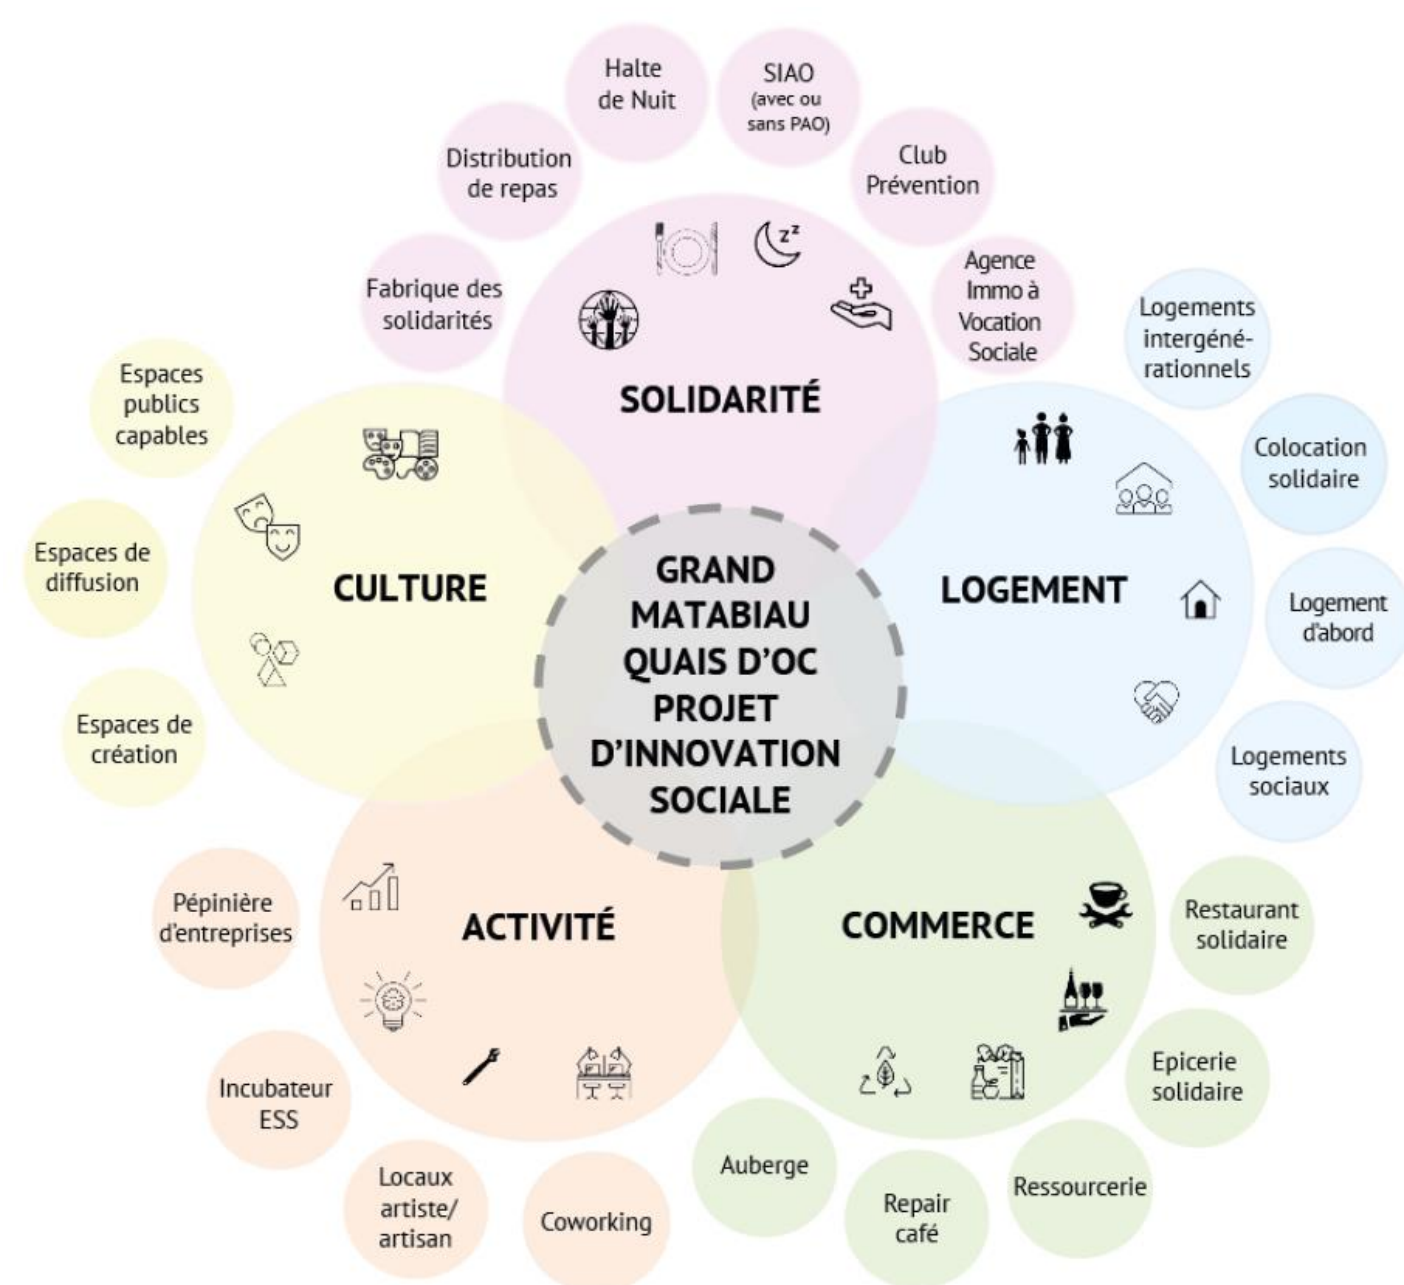 Halte
de Nuit
SIAO
(avec ou
sans PAO)
Distribution
de repas
Club
Prévention
Fabrique des
solidarités
Agence
Immo à
Vocation
Sociale
zz
SOLIDARITÉ
Logements
intergéné-
rationnels
Colocation
solidaire
Logement
d'abord
Logements
sociaux
LOGEMENT
Espaces
publics
capables
Espaces de
diffusion
Espaces de
création
CULTURE
GRAND
MATABIAU
QUAIS D'OC
PROJET
D'INNOVATION
SOCIALE
ACTIVITÉ
Pépinière
d'entreprises
Incubateur
ESS
Locaux
artiste/
artisan
Coworking
COMMERCE
Restaurant
solidaire
Epicerie
solidaire
Ressourcerie
Repair
café
Auberge